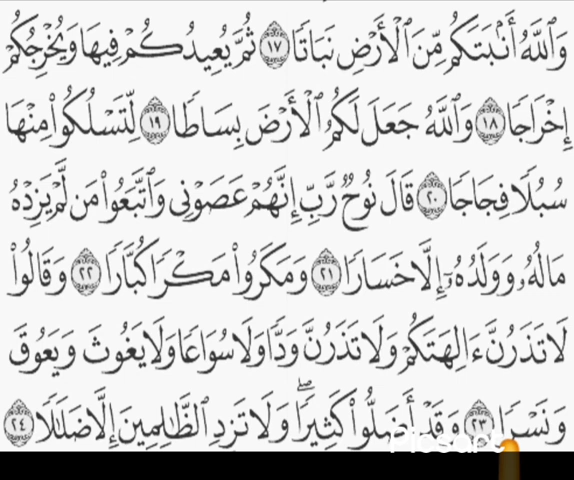 وَٱللَّهُ أَنۢبَتَكُم مِّنَ ٱلْأَرْضِ نَبَاتًا ١٧ ثُمَّ يُعِيدُكُمْ فِيهَا وَيُخْرِجُكُمْ
إِخْرَاجًا ١٨ وَٱللَّهُ جَعَلَ لَكُمُ ٱلْأَرْضَ بِسَاطًا ١٩ لِّتَسْلُكُوا۟ مِنْهَا
سُبُلًا فِجَاجًا ٢٠ قَالَ نُوحٌ رَّبِّ إِنَّهُمْ عَصَوْنِى وَٱتَّبَعُوا۟ مَن لَّمْ يَزِدْهُ
مَالُهُۥ وَوَلَدُهُۥٓ إِلَّا خَسَارًا ٢١ وَمَكَرُوا۟ مَكْرًا كُبَّارًا ٢٢ وَقَالُوا۟
لَا تَذَرُنَّ ءَالِهَتَكُمْ وَلَا تَذَرُنَّ وَدًّا وَلَا سُوَاعًا وَلَا يَغُوثَ وَيَعُوقَ
وَنَسْرًا ٢٣ وَقَدْ أَضَلُّوا۟ كَثِيرًا ۖ وَلَا تَزِدِ ٱلظَّـٰلِمِينَ إِلَّا ضَلَـٰلًا ٢٤
Picsart